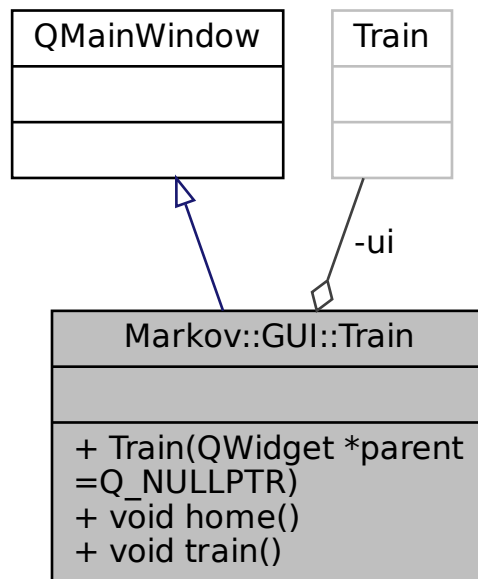 QMainWindow
Train
-ui
Markov::GUI::Train
+ Train(QWidget *parent
=Q_NULLPTR)
+ void home()
+ void train()